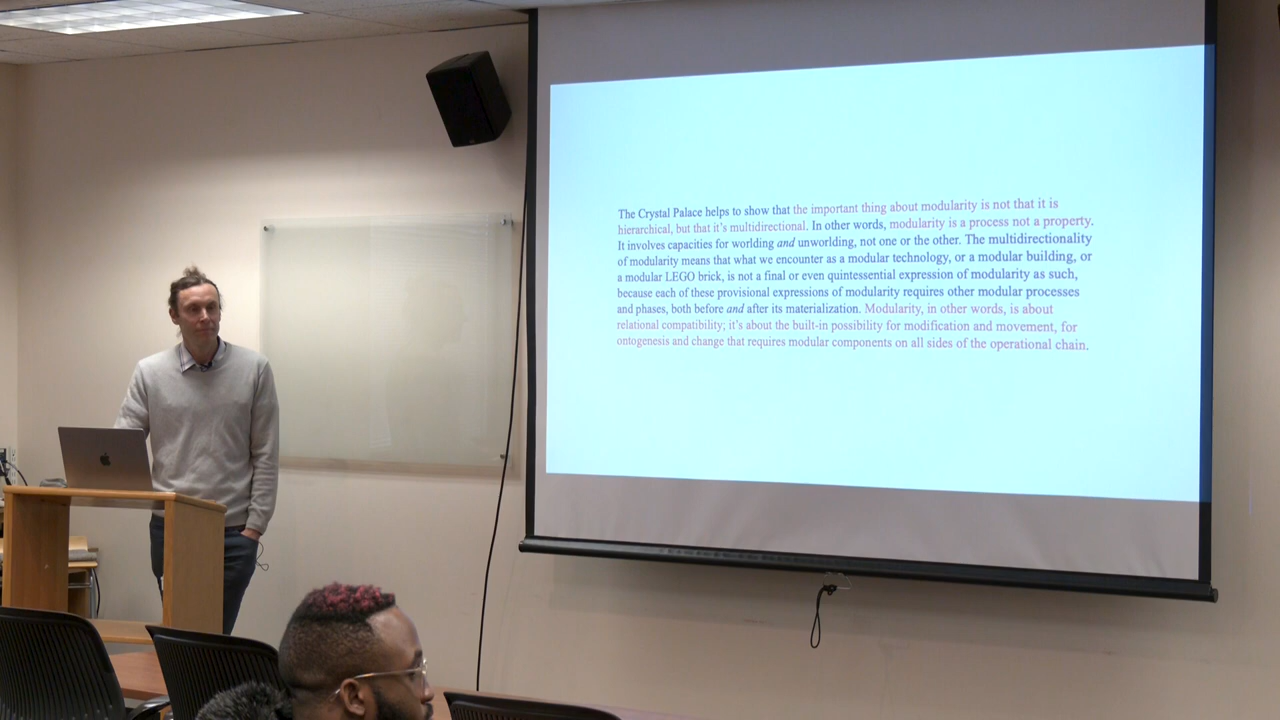 The Crystal Palace helps to show that the important thing about modularity is not that it is
hierarchical, but that it's multidirectional. In other words, modularity is a process not a property.
It involves capacities for worlding and unworlding, not one or the other. The multidirectionality
of modularity means that what we encounter as a modular technology, or a modular building, or
a modular LEGO brick, is not a final or even quintessential expression of modularity as such,
because each of these provisional expressions of modularity requires other modular processes
and phases, both before and after its materialization. Modularity, in other words, is about
relational compatibility; it's about the built-in possibility for modification and movement, for
ontogenesis and change that requires modular components on all sides of the operational chain.